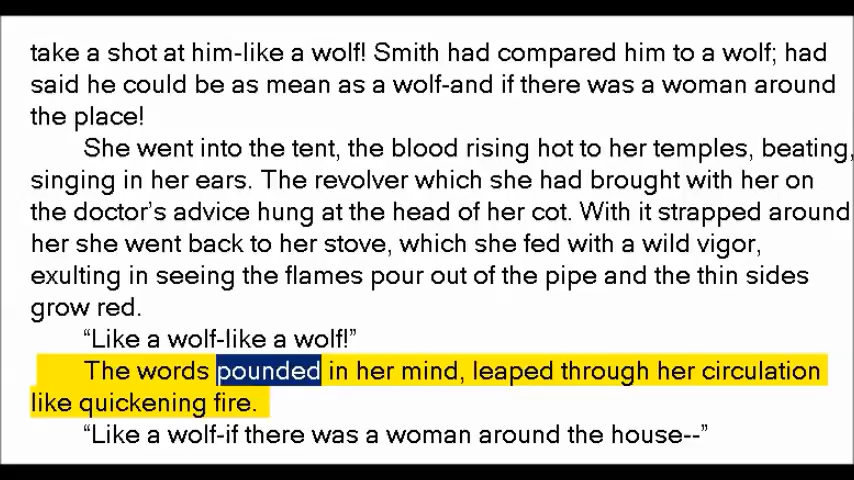 take a shot at him-like a wolf! Smith had compared him to a wolf; had
said he could be as mean as a wolf-and if there was a woman around
the place!
She went into the tent, the blood rising hot to her temples, beating,
singing in her ears. The revolver which she had brought with her on
the doctor's advice hung at the head of her cot. With it strapped around
her she went back to her stove, which she fed with a wild vigor,
exulting in seeing the flames pour out of the pipe and the thin sides
grow red.
“Like a wolf-like a wolf!”
The words pounded in her mind, leaped through her circulation
like quickening fire.
“Like a wolf-if there was a woman around the house--”